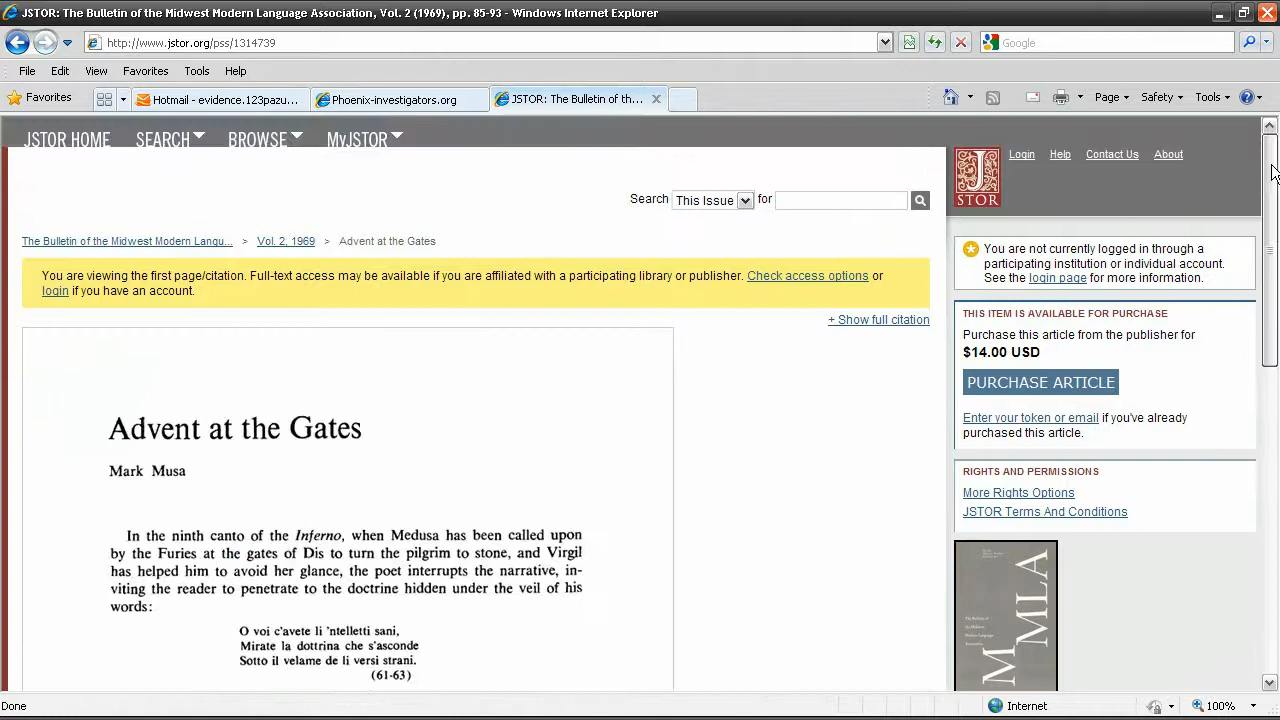 JSTOR: The Bulletin of the Midwest Modern Language Association, Vol. 2 (1969), pp. 85-93 - Windows Internet Explorer
http://www.jstor.org/pss/1314739
Google
File Edit View Favorites Tools Help
Favorites
Hotmail - evidence.123pazu...
Phoenix-investigators.org
JSTOR: The Bulletin of th...
Page Safety Tools
JSTOR HOME SEARCH BROWSE MyJSTOR
JSTOR
Login Help Contact Us About
Search This Issue for
The Bulletin of the Midwest Modern Langu... > Vol. 2, 1969 > Advent at the Gates
You are viewing the first page/citation. Full-text access may be available if you are affiliated with a participating library or publisher. Check access options or
login if you have an account.
+ Show full citation
Advent at the Gates
Mark Musa
In the ninth canto of the Inferno, when Medusa has been called upon
by the Furies at the gates of Dis to turn the pilgrim to stone, and Virgil
has helped him to avoid her glance, the poet interrupts the narrative, in-
viting the reader to penetrate to the doctrine hidden under the veil of his
words:
O voi c'avete li 'ntelletti sani,
Mirate la dottrina che s'asconde
Sotto il velame de li versi strani.
(61-63)
You are not currently logged in through a
participating institution or individual account.
See the login page for more information.
THIS ITEM IS AVAILABLE FOR PURCHASE
Purchase this article from the publisher for
$14.00 USD
PURCHASE ARTICLE
Enter your token or email if you've already
purchased this article.
RIGHTS AND PERMISSIONS
More Rights Options
JSTOR Terms And Conditions
M MLA
Done
Internet
100%